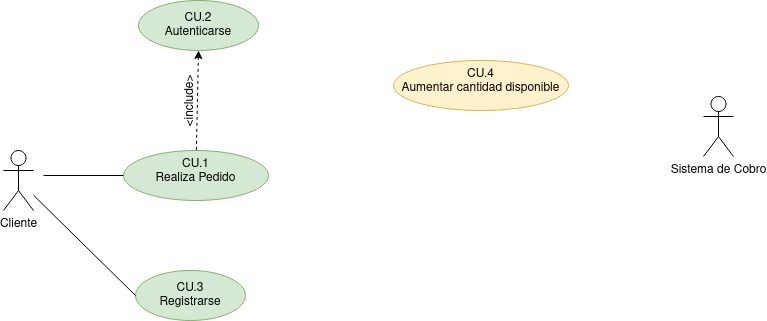 CU.2
Autenticarse
<include>
CU.4
Aumentar cantidad disponible
CU.1
Realiza Pedido
Sistema de Cobro
Cliente
CU.3
Registrarse